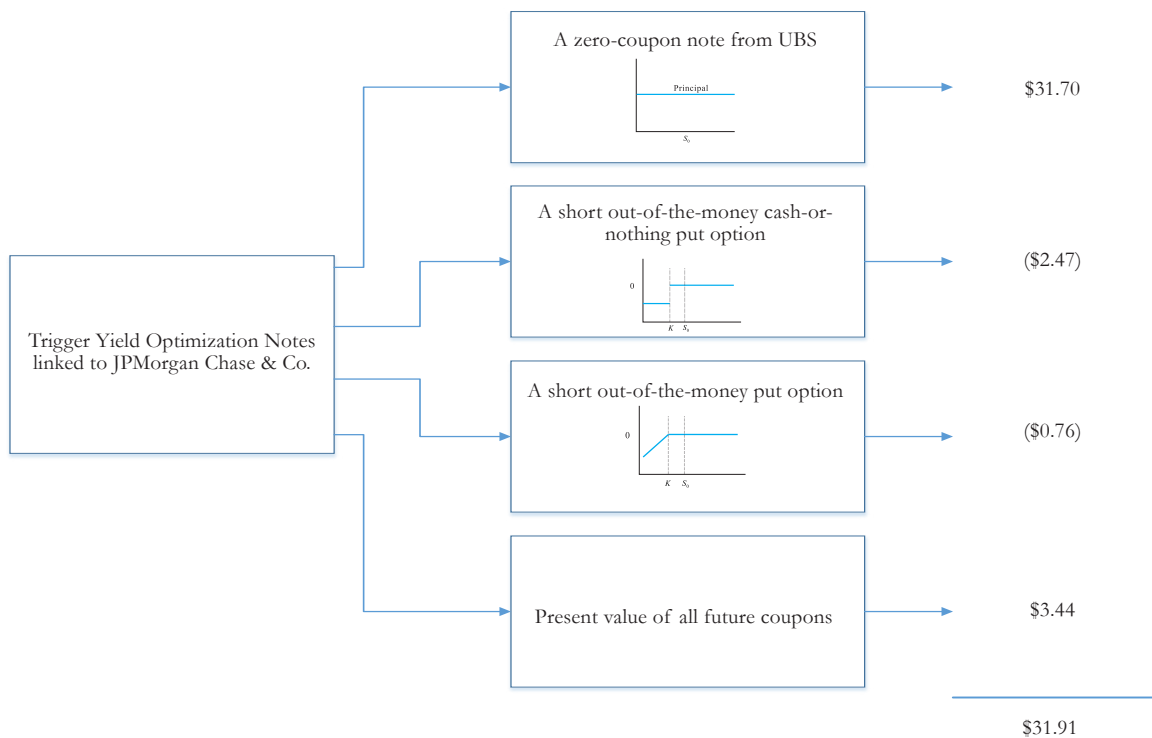 A zero-coupon note from UBS
Principal
S₀
$31.70
A short out-of-the-money cash-or-
nothing put option
0
K S₀
($2.47)
Trigger Yield Optimization Notes
linked to JPMorgan Chase & Co.
A short out-of-the-money put option
0
K S₀
($0.76)
Present value of all future coupons
$3.44
$31.91